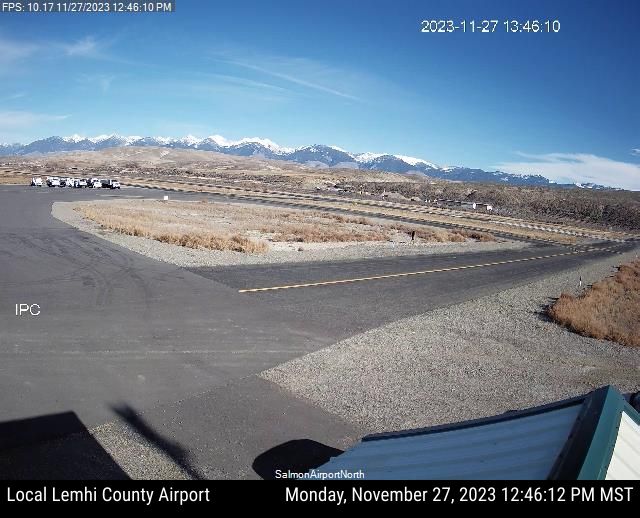 FPS: 10.17 11/27/2023 12:46:10 PM
2023-11-27 13:46:10
IPC
SalmonAirportNorth
Local Lemhi County Airport
Monday, November 27, 2023 12:46:12 PM MST